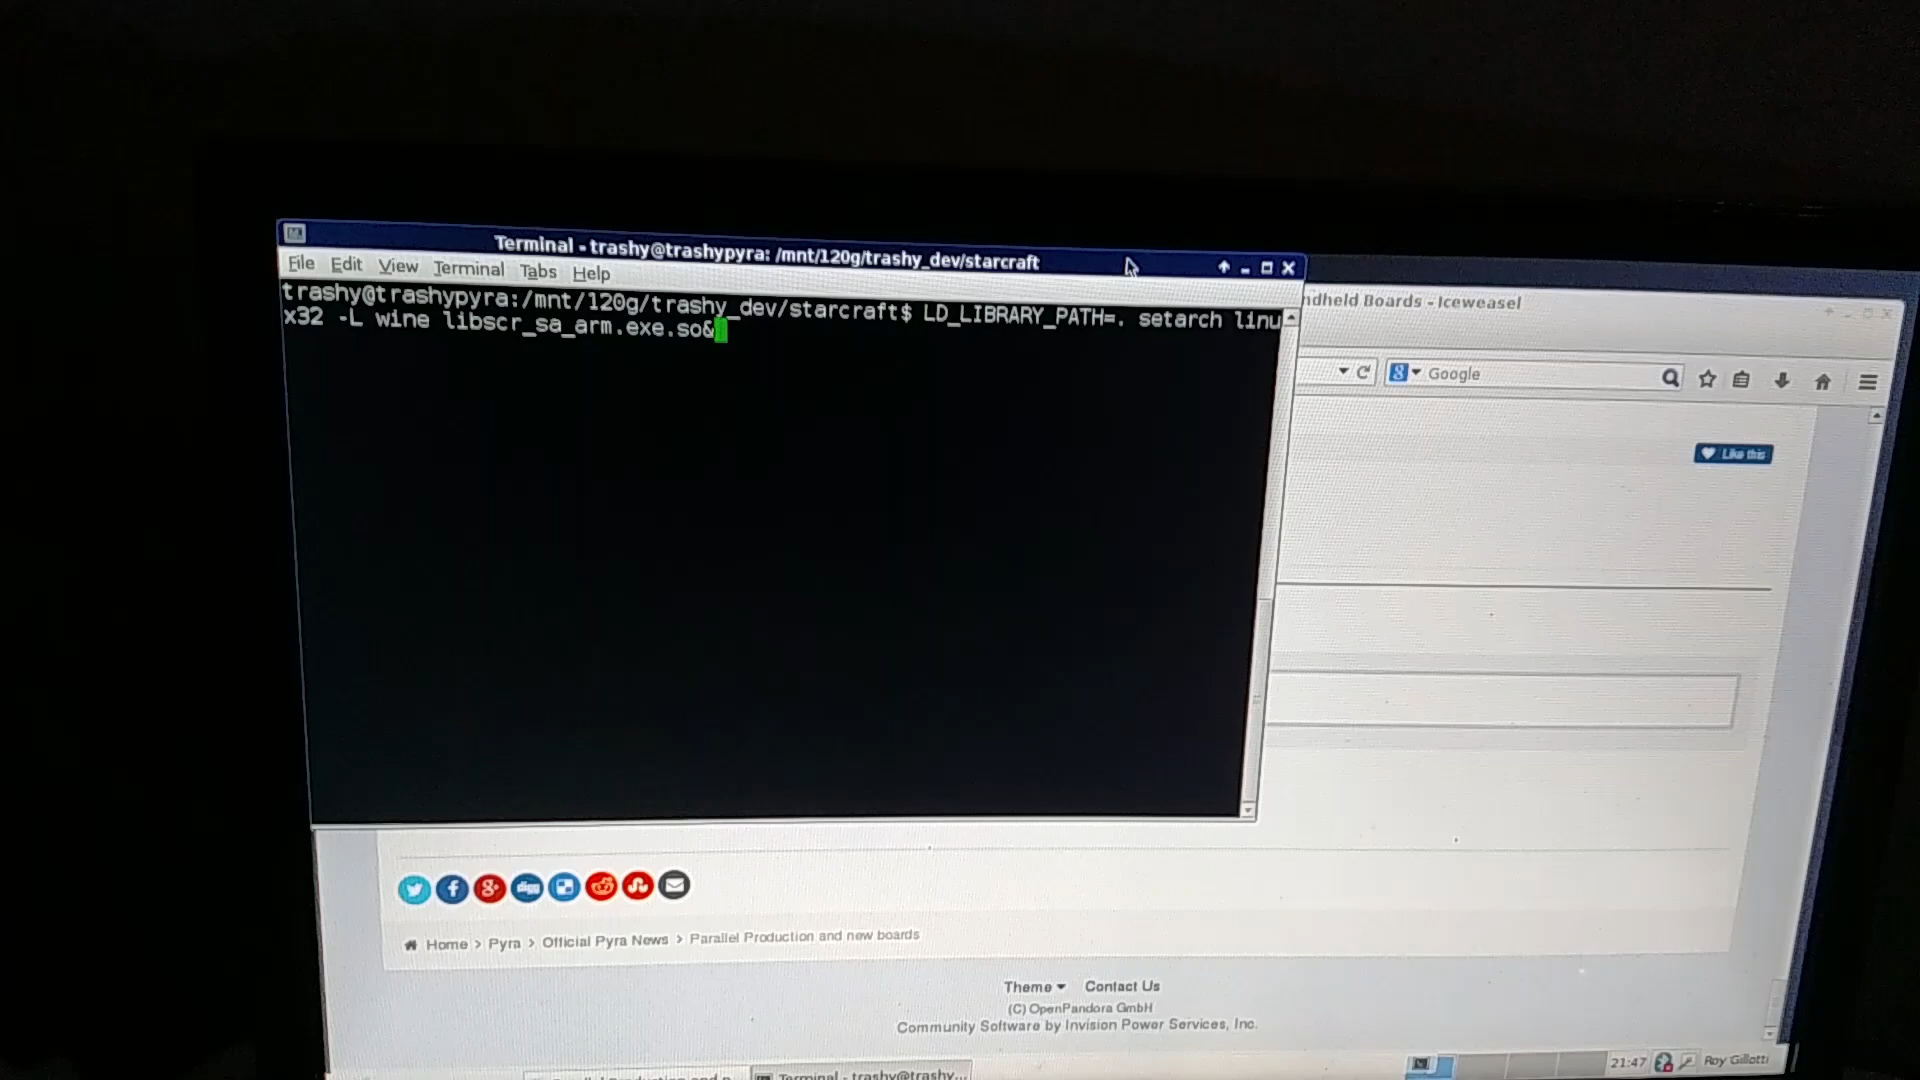 Terminal - trashy@trashypyra: /mnt/120g/trashy_dev/starcraft
File Edit View Terminal Tabs Help
trashy@trashypyra:/mnt/120g/trashy_dev/starcraft$ LD_LIBRARY_PATH=. setarch linu
x32 -L wine libscr_sa_arm.exe.so&
ndheld Boards - Iceweasel
Google
Like this
digg
Home > Pyra > Official Pyra News > Parallel Production and new boards
Theme Contact Us
(C) OpenPandora GmbH
Community Software by Invision Power Services, Inc.
Terminal - trashy@trashy...
21:47 Roy Gillotti